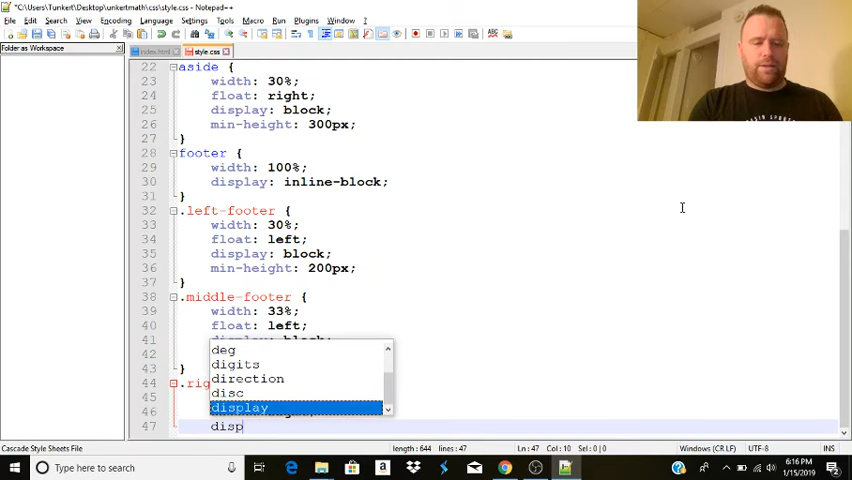 *C:\Users\Tunkert\Desktop\unkertmath\css\style.css - Notepad++
File Edit Search View Encoding Language Settings Tools Macro Run Plugins Window ?
Folder as Workspace
index.html
style.css
22 aside {
23 width: 30%;
24 float: right;
25 display: block;
26 min-height: 300px;
27 }
28 footer {
29 width: 100%;
30 display: inline-block;
31 }
32 .left-footer {
33 width: 30%;
34 float: left;
35 display: block;
36 min-height: 200px;
37 }
38 .middle-footer {
39 width: 33%;
40 float: left;
41
42
43 }
44 .rig
45
46
47 disp
deg
digits
direction
disc
display
Cascade Style Sheets File
length : 644 lines : 47
Ln : 47 Col : 10 Sel : 0 | 0
Windows (CR LF)
UTF-8
INS
Type here to search
6:16 PM
1/15/2019